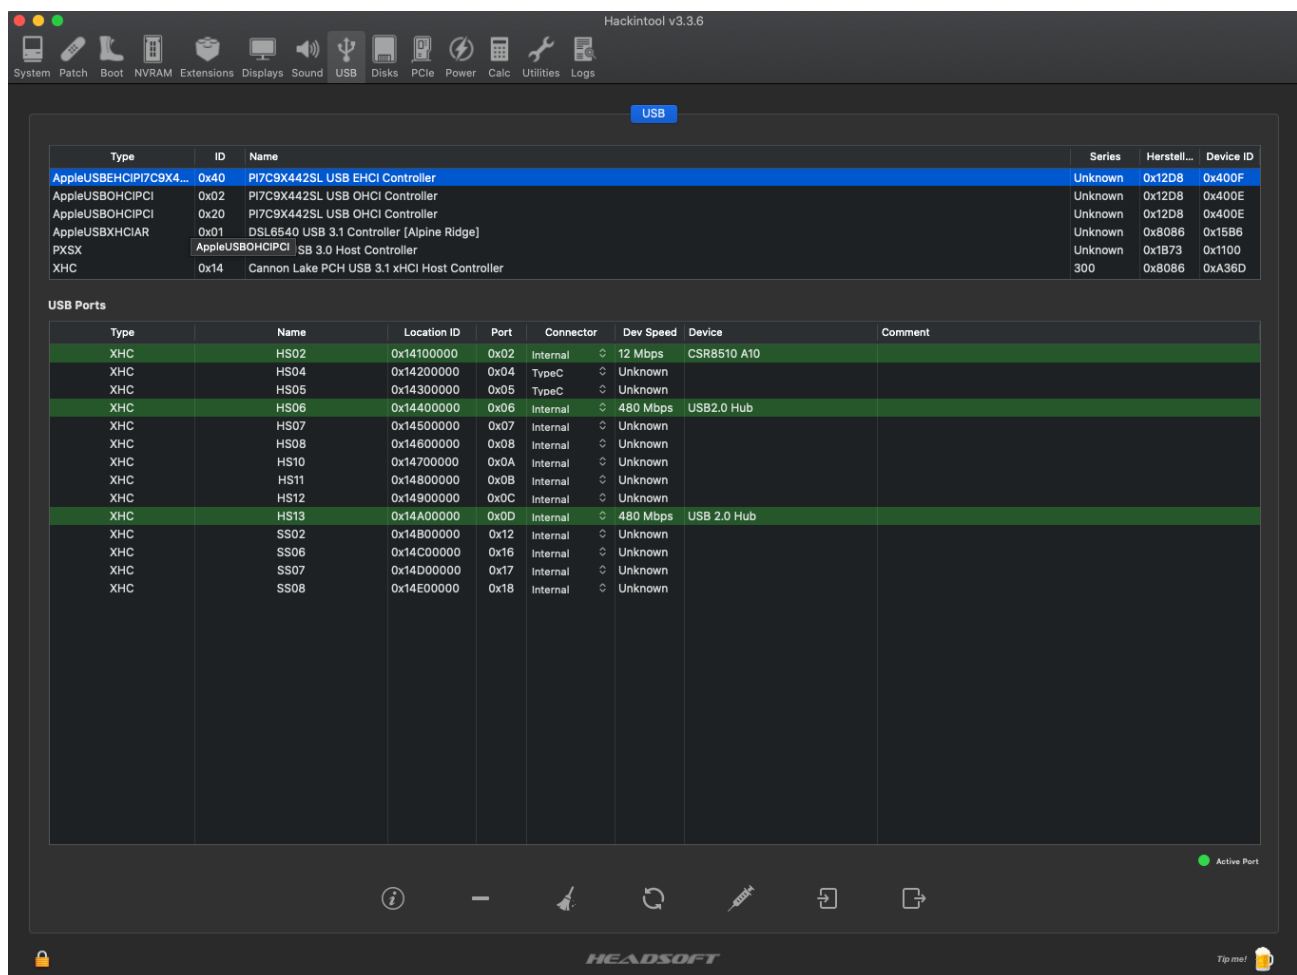 Hackintool v3.3.6
System Patch Boot NVRAM Extensions Displays Sound USB Disks PCIe Power Calc Utilities Logs
USB
Type ID Name Series Herstell... Device ID
AppleUSBEHCIPI7C9X4... 0x40 PI7C9X442SL USB EHCI Controller Unknown 0x12D8 0x400F
AppleUSBOHCIPCI 0x02 PI7C9X442SL USB OHCI Controller Unknown 0x12D8 0x400E
AppleUSBOHCIPCI 0x20 PI7C9X442SL USB OHCI Controller Unknown 0x12D8 0x400E
AppleUSBXHCIAR 0x01 DSL6540 USB 3.1 Controller [Alpine Ridge] Unknown 0x8086 0x15B6
AppleUSBOHCIPCI
PXSX SB 3.0 Host Controller Unknown 0x1B73 0x1100
XHC 0x14 Cannon Lake PCH USB 3.1 xHCI Host Controller 300 0x8086 0xA36D
USB Ports
Type Name Location ID Port Connector Dev Speed Device Comment
XHC HS02 0x14100000 0x02 Internal 12 Mbps CSR8510 A10
XHC HS04 0x14200000 0x04 TypeC Unknown
XHC HS05 0x14300000 0x05 TypeC Unknown
XHC HS06 0x14400000 0x06 Internal 480 Mbps USB2.0 Hub
XHC HS07 0x14500000 0x07 Internal Unknown
XHC HS08 0x14600000 0x08 Internal Unknown
XHC HS10 0x14700000 0x0A Internal Unknown
XHC HS11 0x14800000 0x0B Internal Unknown
XHC HS12 0x14900000 0x0C Internal Unknown
XHC HS13 0x14A00000 0x0D Internal 480 Mbps USB 2.0 Hub
XHC SS02 0x14B00000 0x12 Internal Unknown
XHC SS06 0x14C00000 0x16 Internal Unknown
XHC SS07 0x14D00000 0x17 Internal Unknown
XHC SS08 0x14E00000 0x18 Internal Unknown
Active Port
HEADSOFT
Tip me!